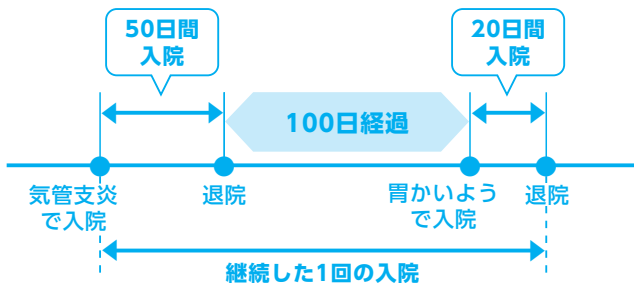 50日間
入院
20日間
入院
100日経過
気管支炎
で入院
退院
胃かいよう
で入院
退院
継続した1回の入院